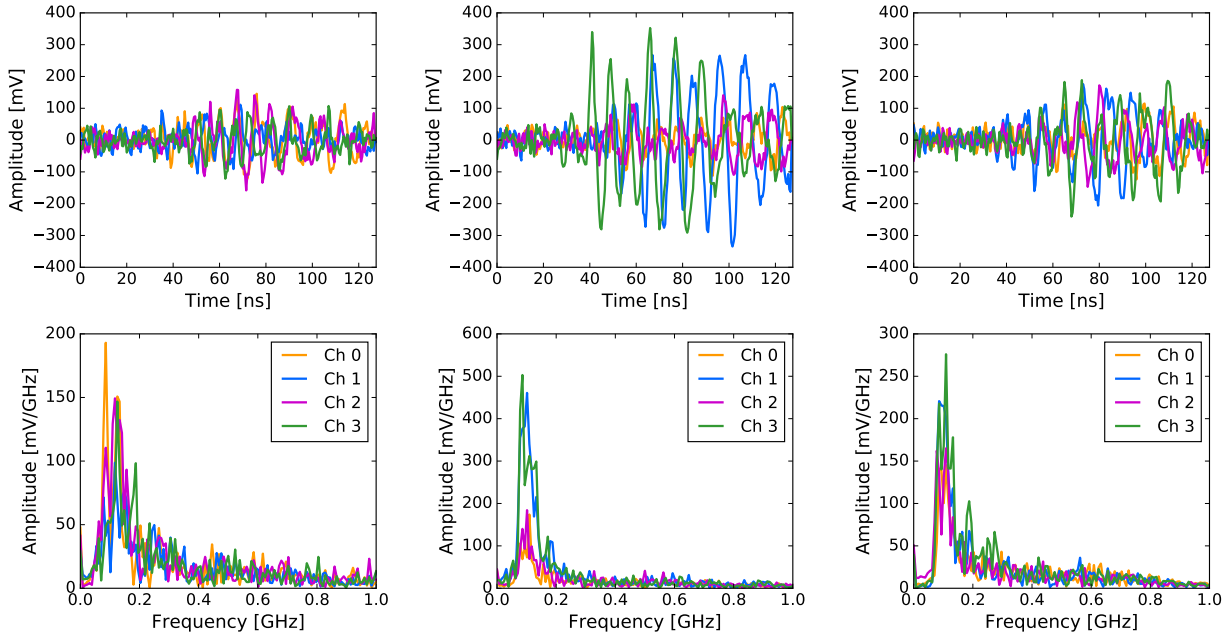 400
300
200
100
0
−100
−200
−300
−400
Amplitude [mV]
0 20 40 60 80 100 120
Time [ns]
400
300
200
100
0
−100
−200
−300
−400
Amplitude [mV]
0 20 40 60 80 100 120
Time [ns]
400
300
200
100
0
−100
−200
−300
−400
Amplitude [mV]
0 20 40 60 80 100 120
Time [ns]
200
150
100
50
0
Amplitude [mV/GHz]
Ch 0
Ch 1
Ch 2
Ch 3
0.0 0.2 0.4 0.6 0.8 1.0
Frequency [GHz]
600
500
400
300
200
100
0
Amplitude [mV/GHz]
Ch 0
Ch 1
Ch 2
Ch 3
0.0 0.2 0.4 0.6 0.8 1.0
Frequency [GHz]
300
250
200
150
100
50
0
Amplitude [mV/GHz]
Ch 0
Ch 1
Ch 2
Ch 3
0.0 0.2 0.4 0.6 0.8 1.0
Frequency [GHz]